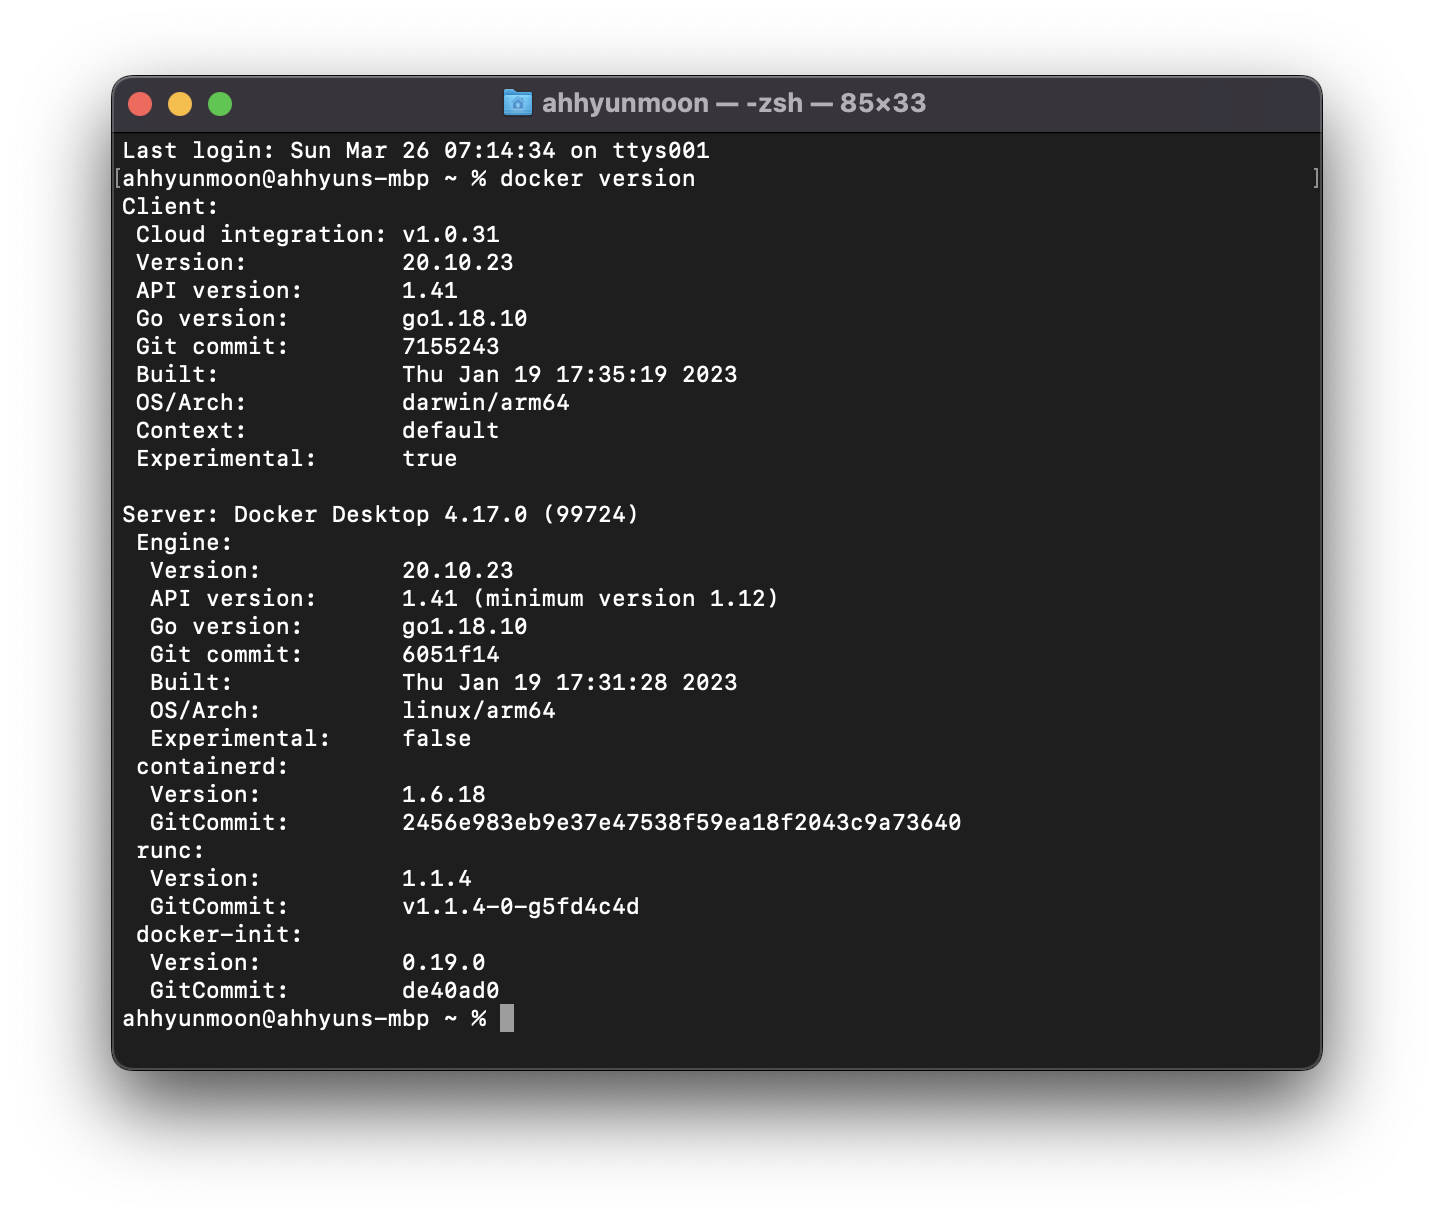 ahhyunmoon — -zsh — 85×33
Last login: Sun Mar 26 07:14:34 on ttys001
[ahhyunmoon@ahhyuns-mbp ~ % docker version ]
Client:
 Cloud integration: v1.0.31
 Version:           20.10.23
 API version:       1.41
 Go version:        go1.18.10
 Git commit:        7155243
 Built:             Thu Jan 19 17:35:19 2023
 OS/Arch:           darwin/arm64
 Context:           default
 Experimental:      true

Server: Docker Desktop 4.17.0 (99724)
 Engine:
  Version:          20.10.23
  API version:      1.41 (minimum version 1.12)
  Go version:       go1.18.10
  Git commit:       6051f14
  Built:            Thu Jan 19 17:31:28 2023
  OS/Arch:          linux/arm64
  Experimental:     false
 containerd:
  Version:          1.6.18
  GitCommit:        2456e983eb9e37e47538f59ea18f2043c9a73640
 runc:
  Version:          1.1.4
  GitCommit:        v1.1.4-0-g5fd4c4d
 docker-init:
  Version:          0.19.0
  GitCommit:        de40ad0
ahhyunmoon@ahhyuns-mbp ~ %